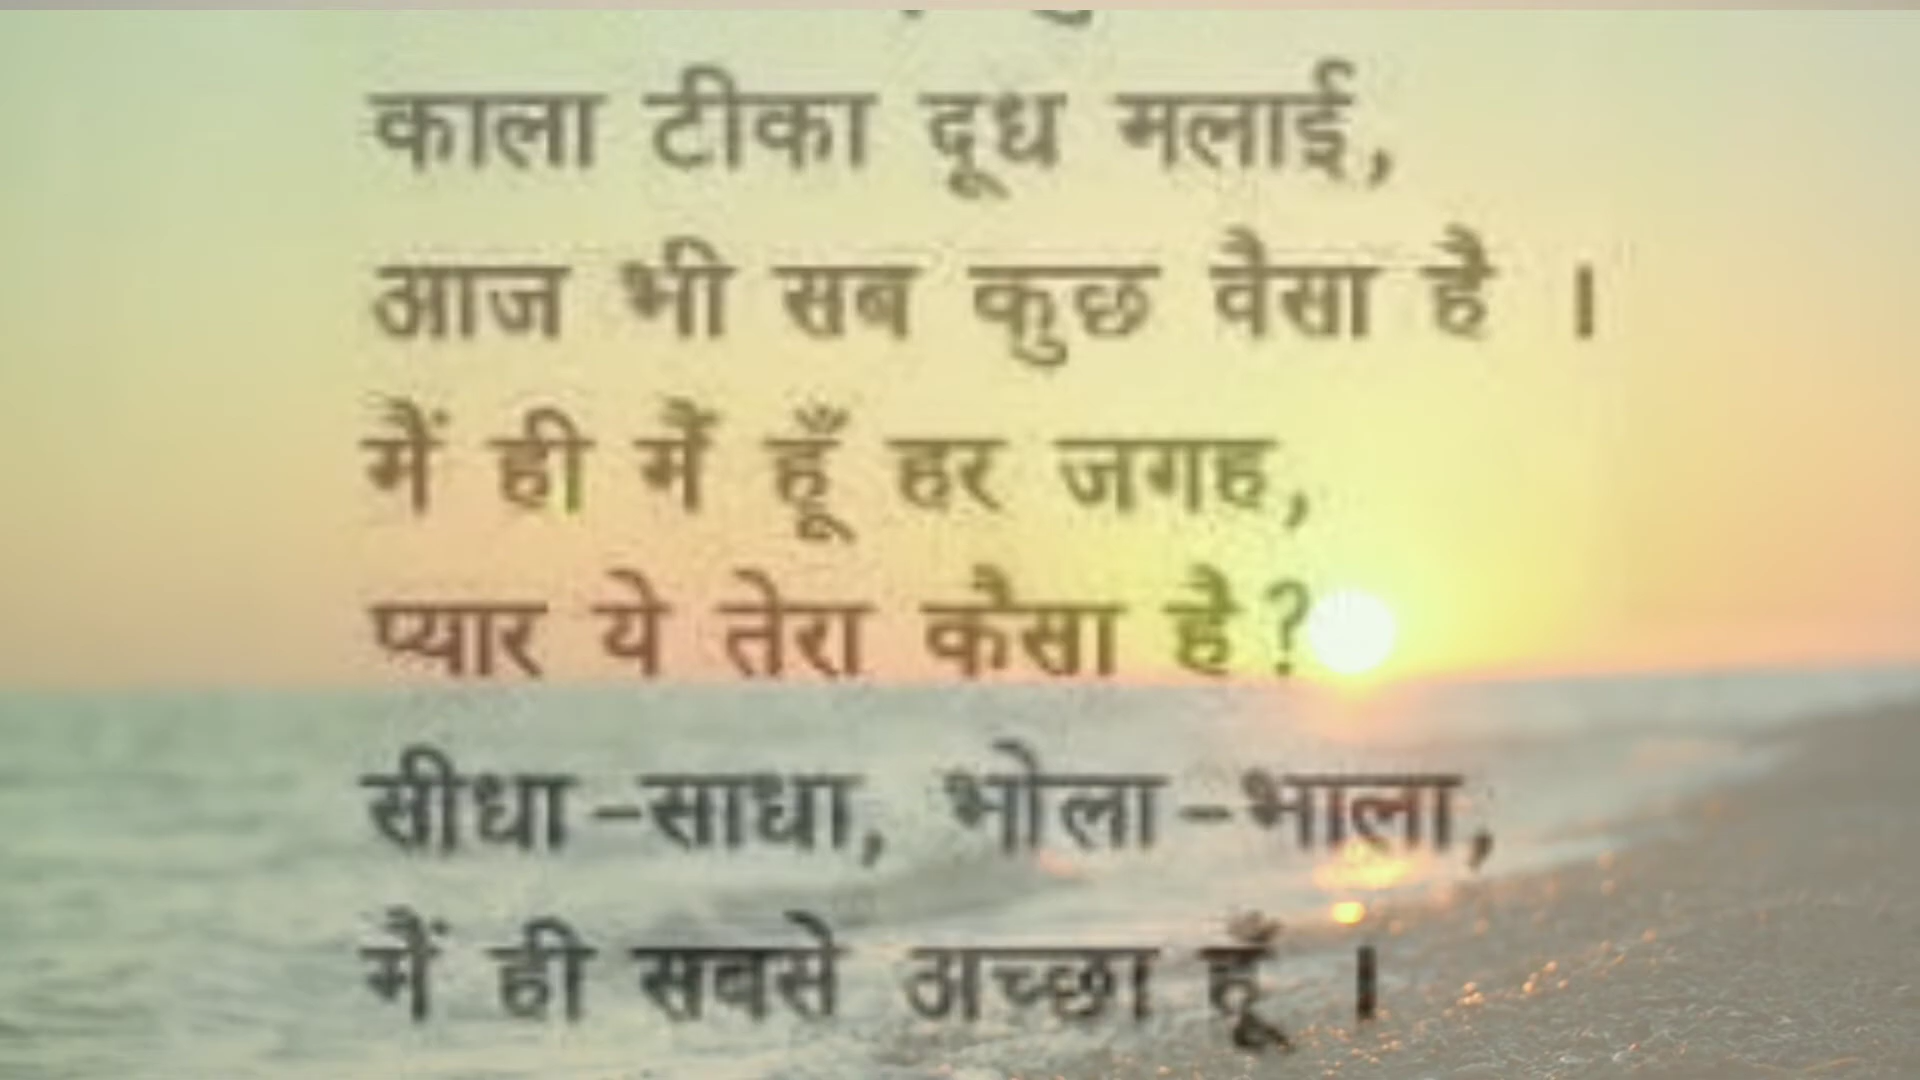 काला टीका दूध मलाई,
आज भी सब कुछ वैसा है ।
मैं ही मैं हूँ हर जगह,
प्यार ये तेरा कैसा है?
सीधा-साधा, भोला-भाला,
मैं ही सबसे अच्छा हूँ ।